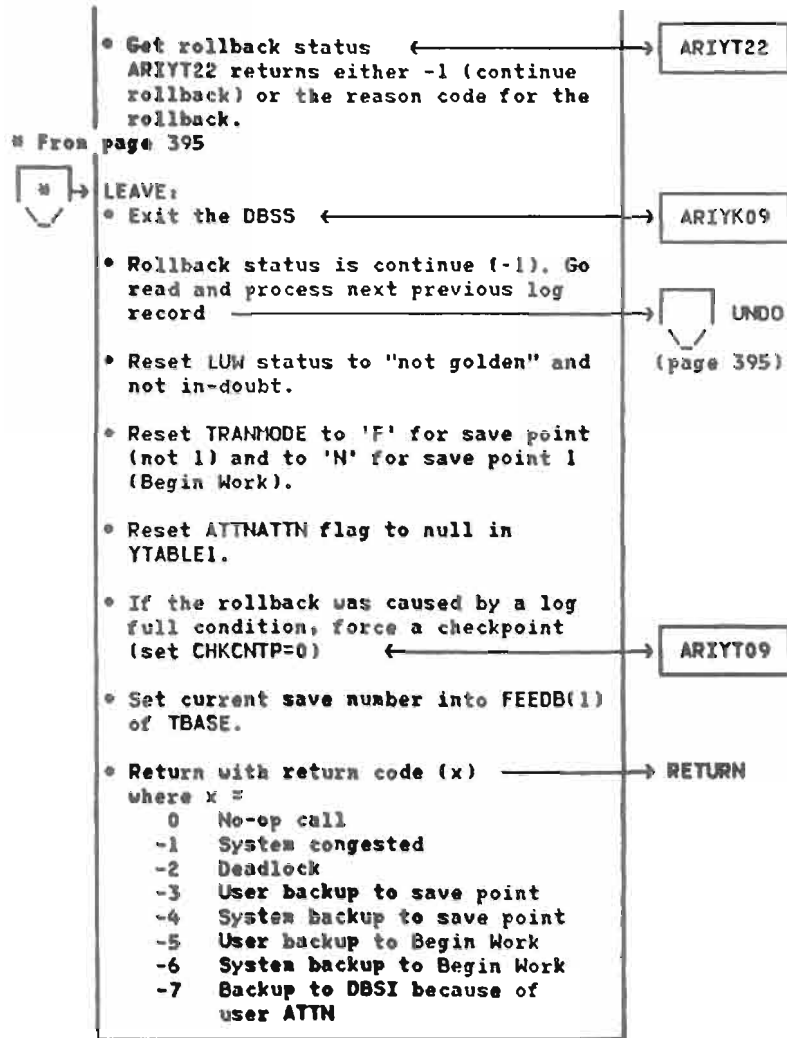 • Get rollback status ARIYT22
ARIYT22 returns either -1 (continue
rollback) or the reason code for the
rollback.
* From page 395
* LEAVE:
• Exit the DBSS ARIYK09
• Rollback status is continue (-1). Go
read and process next previous log
record UNDO
(page 395)
• Reset LUW status to "not golden" and
not in-doubt.
• Reset TRANMODE to 'F' for save point
(not 1) and to 'N' for save point 1
(Begin Work).
• Reset ATTNATTN flag to null in
YTABLE1.
• If the rollback was caused by a log
full condition, force a checkpoint
(set CHKCNTP=0) ARIYT09
• Set current save number into FEEDB(1)
of TBASE.
• Return with return code (x) RETURN
where x =
0 No-op call
-1 System congested
-2 Deadlock
-3 User backup to save point
-4 System backup to save point
-5 User backup to Begin Work
-6 System backup to Begin Work
-7 Backup to DBSI because of
user ATTN